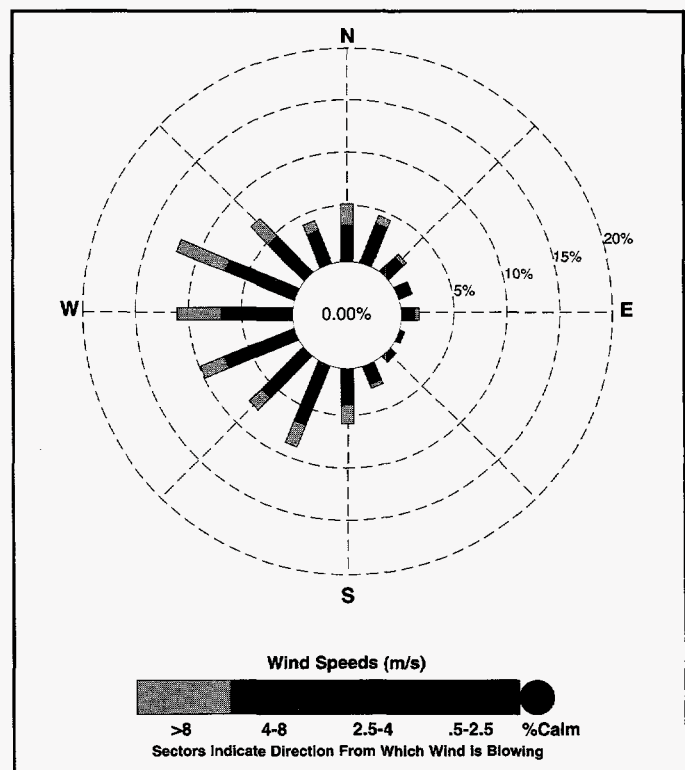 N
20%
15%
10%
5%
W
0.00%
E
S
Wind Speeds (m/s)
>8 4-8 2.5-4 .5-2.5 %Calm
Sectors Indicate Direction From Which Wind is Blowing